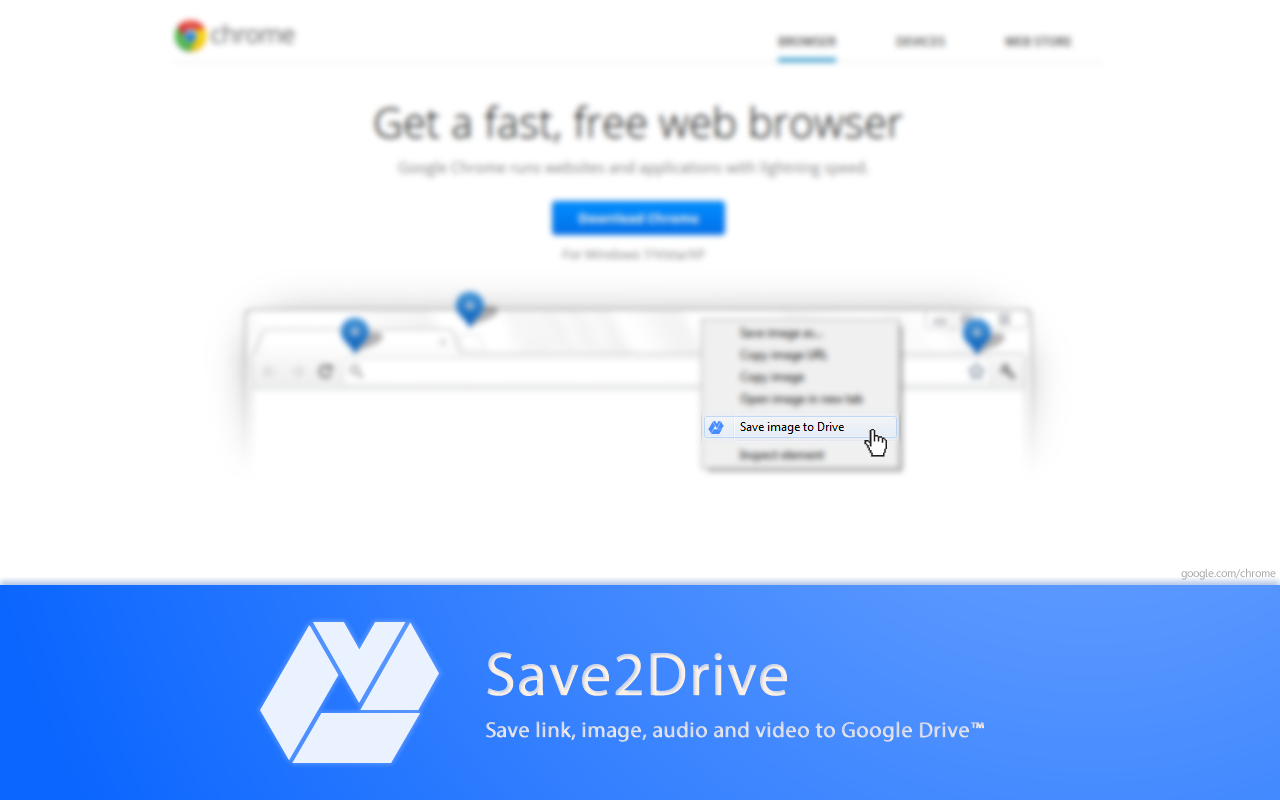 chrome
BROWSER DEVICES WEB STORE
Get a fast, free web browser
Google Chrome runs websites and applications with lightning speed.
Download Chrome
For Windows 7/Vista/XP
Save image as...
Copy image URL
Copy image
Open image in new tab
Save image to Drive
Inspect element
google.com/chrome
Save2Drive
Save link, image, audio and video to Google Drive™